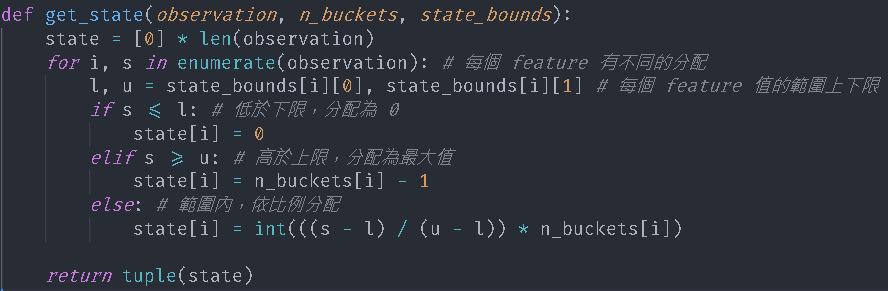 def get_state(observation, n_buckets, state_bounds):
    state = [0] * len(observation)
    for i, s in enumerate(observation): # 每個 feature 有不同的分配
        l, u = state_bounds[i][0], state_bounds[i][1] # 每個 feature 值的範圍上下限
        if s <= l: # 低於下限，分配為 0
            state[i] = 0
        elif s >= u: # 高於上限，分配為最大值
            state[i] = n_buckets[i] - 1
        else: # 範圍內，依比例分配
            state[i] = int(((s - l) / (u - l)) * n_buckets[i])
    return tuple(state)